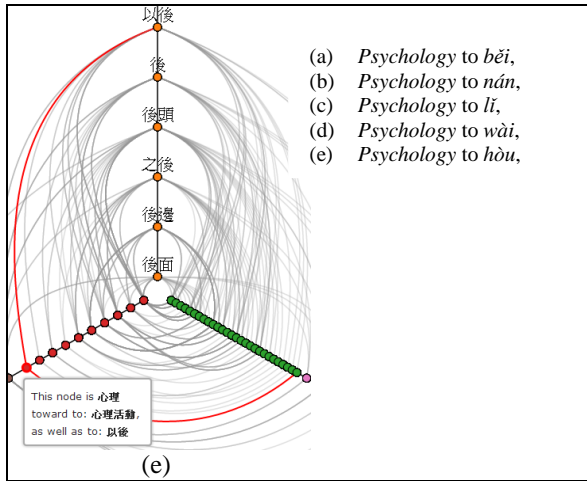 以後
後
後頭
之後
後邊
後面
This node is 心理
toward to: 心理活動,
as well as to: 以後
(e)
(a) Psychology to běi,
(b) Psychology to nán,
(c) Psychology to lǐ,
(d) Psychology to wài,
(e) Psychology to hòu,